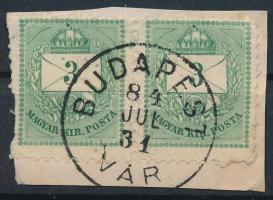 3 3
MAGYAR KIR. POSTA MAGYAR KIR. POSTA
BUDAPEST
84
JUL
31
VÁR